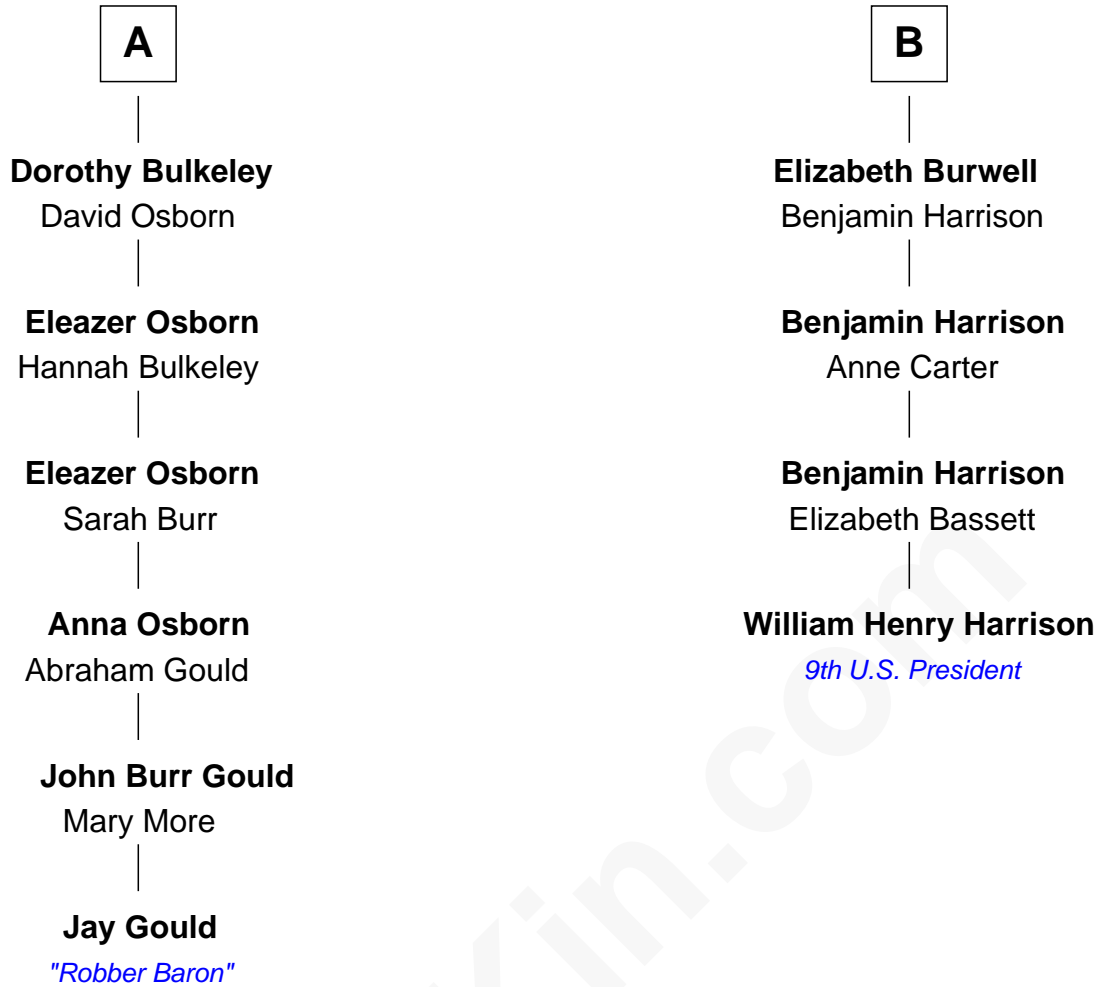 A
Dorothy Bulkeley
David Osborn
Eleazer Osborn
Hannah Bulkeley
Eleazer Osborn
Sarah Burr
Anna Osborn
Abraham Gould
John Burr Gould
Mary More
Jay Gould
"Robber Baron"
B
Elizabeth Burwell
Benjamin Harrison
Benjamin Harrison
Anne Carter
Benjamin Harrison
Elizabeth Bassett
William Henry Harrison
9th U.S. President
Kin.com